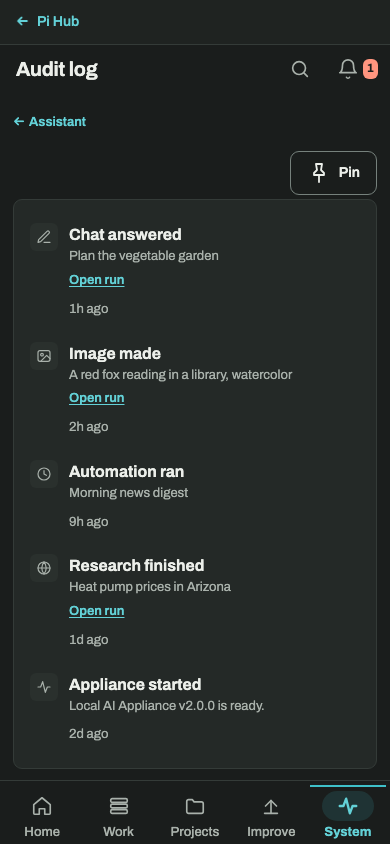 Pi Hub
Audit log
1
Assistant
Pin
Chat answered
Plan the vegetable garden
Open run
1h ago
Image made
A red fox reading in a library, watercolor
Open run
2h ago
Automation ran
Morning news digest
9h ago
Research finished
Heat pump prices in Arizona
Open run
1d ago
Appliance started
Local AI Appliance v2.0.0 is ready.
2d ago
Home Work Projects Improve System